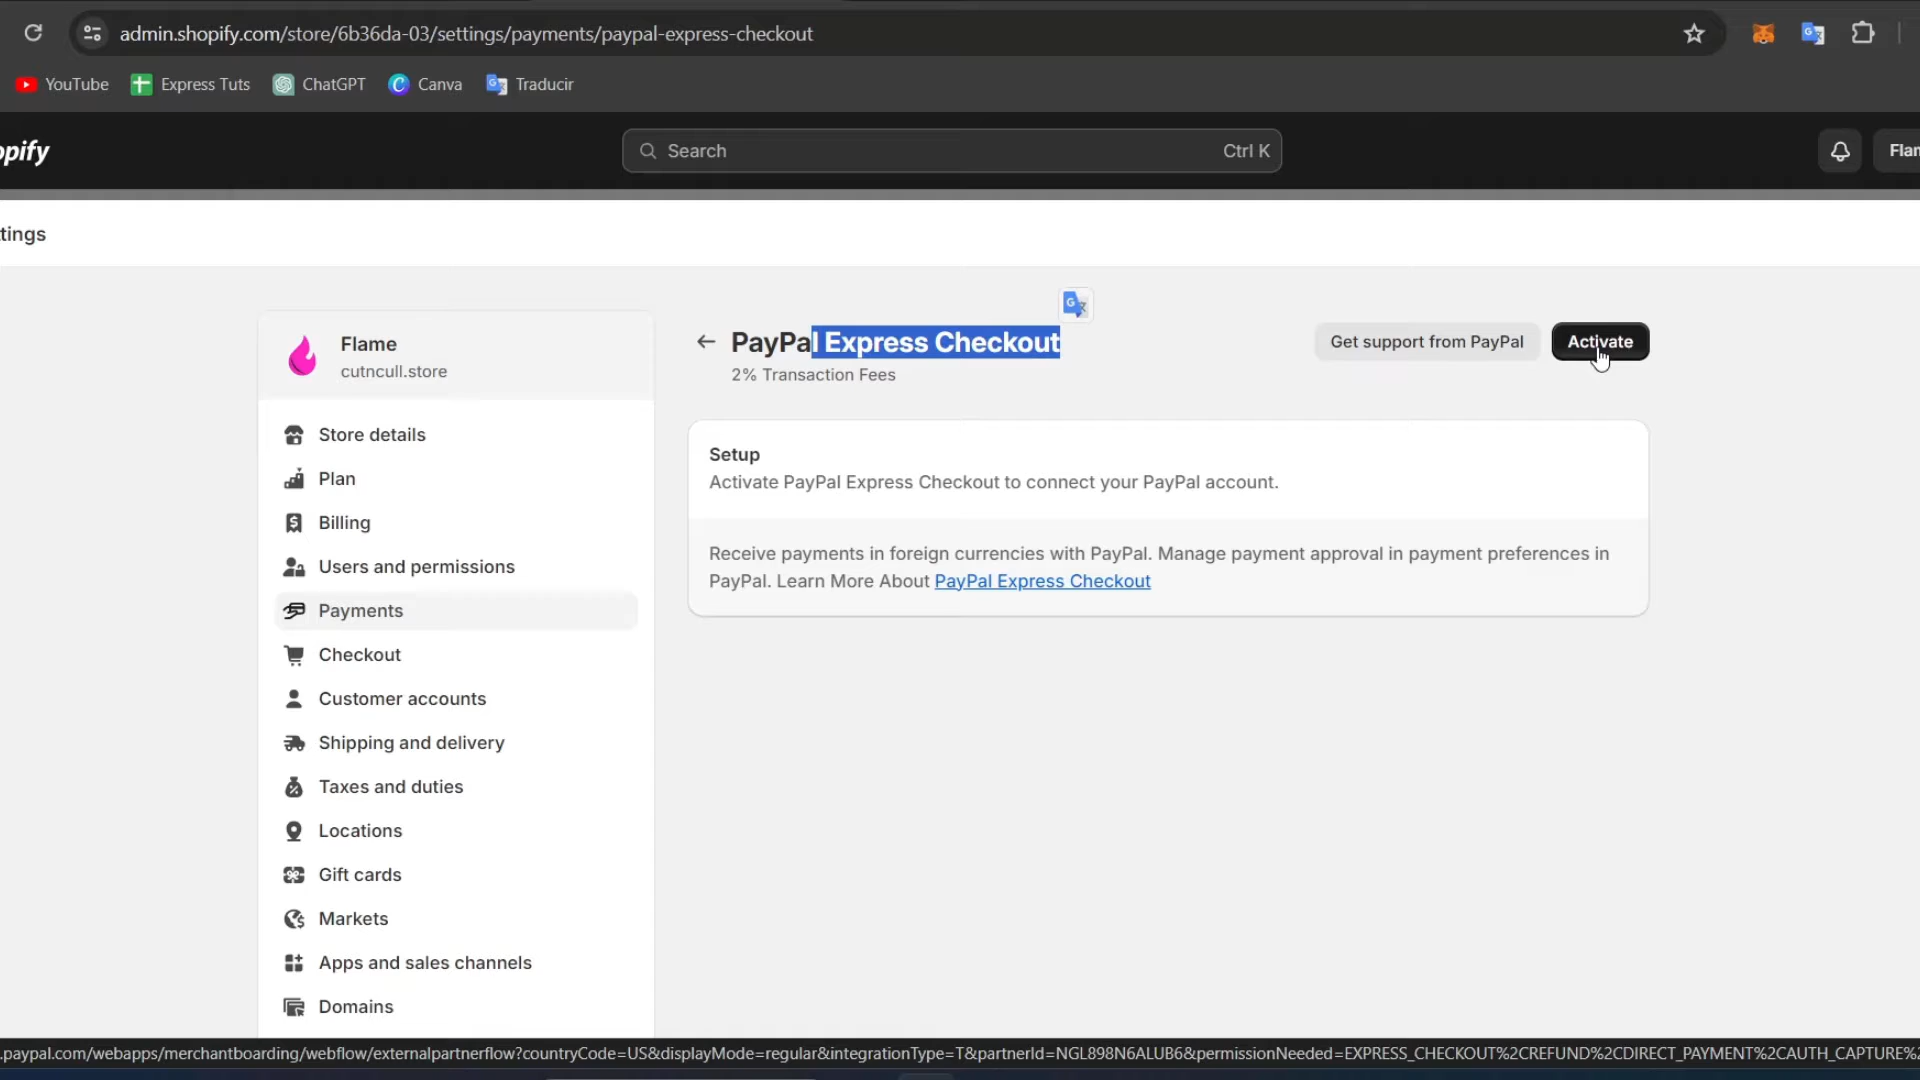 admin.shopify.com/store/6b36da-03/settings/payments/paypal-express-checkout
YouTube Express Tuts ChatGPT Canva Traducir
opify
Search Ctrl K
Flam
tings
Flame
cutncull.store
Store details
Plan
Billing
Users and permissions
Payments
Checkout
Customer accounts
Shipping and delivery
Taxes and duties
Locations
Gift cards
Markets
Apps and sales channels
Domains
PayPal Express Checkout
2% Transaction Fees
Get support from PayPal
Activate
Setup
Activate PayPal Express Checkout to connect your PayPal account.
Receive payments in foreign currencies with PayPal. Manage payment approval in payment preferences in
PayPal. Learn More About PayPal Express Checkout
.paypal.com/webapps/merchantboarding/webflow/externalpartnerflow?countryCode=US&displayMode=regular&integrationType=T&partnerId=NGL898N6ALUB6&permissionNeeded=EXPRESS_CHECKOUT%2CREFUND%2CDIRECT_PAYMENT%2CAUTH_CAPTURE%2